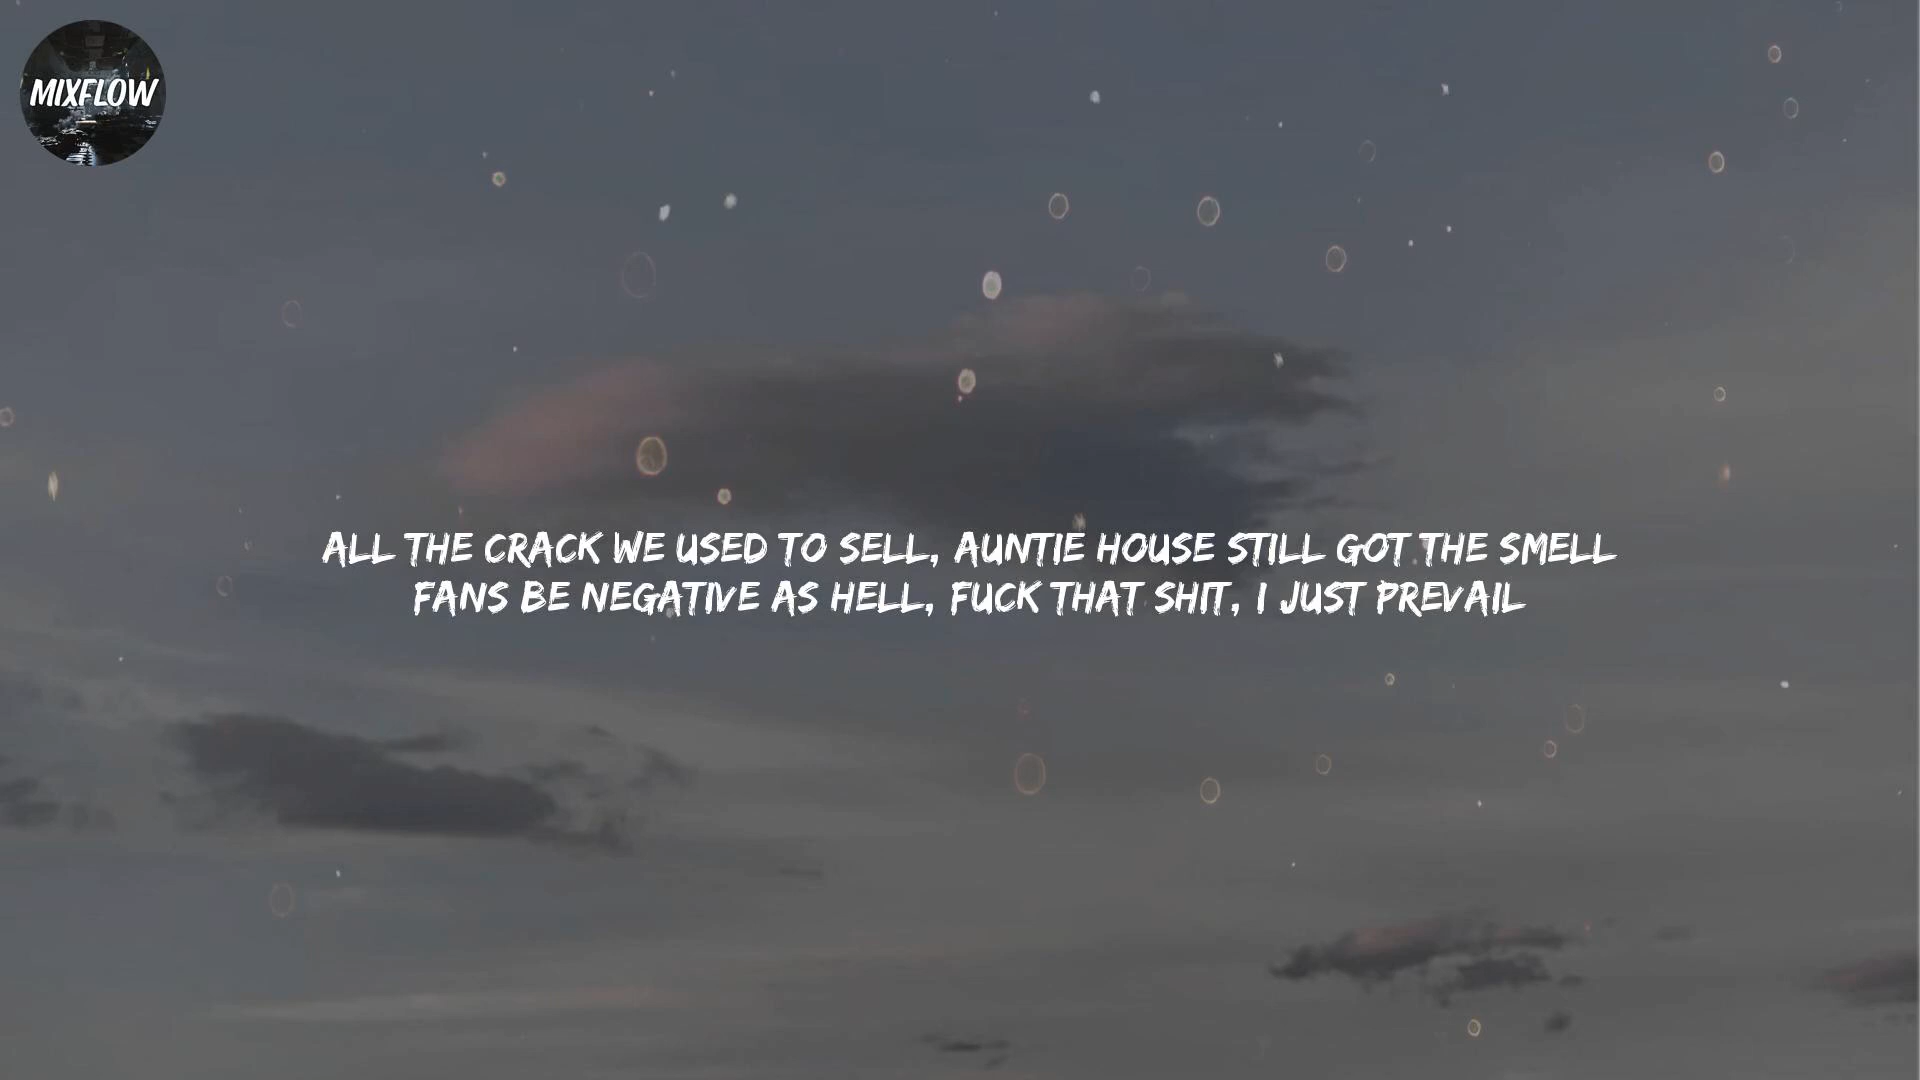 MIXFLOW
ALL THE CRACK WE USED TO SELL, AUNTIE HOUSE STILL GOT THE SMELL
FANS BE NEGATIVE AS HELL, FUCK THAT SHIT, I JUST PREVAIL